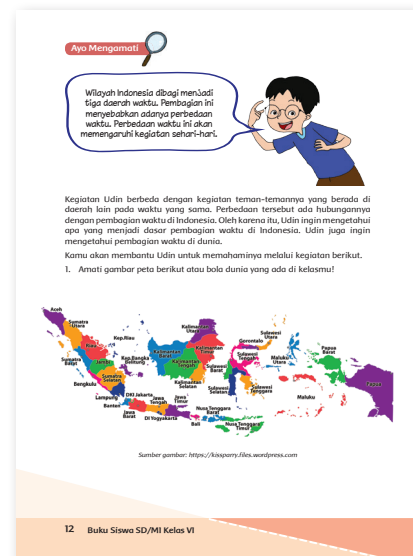 Ayo Mengamati
Wilayah Indonesia dibagi menjadi
tiga daerah waktu. Pembagian ini
menyebabkan adanya perbedaan
waktu. Perbedaan waktu ini akan
memengaruhi kegiatan sehari-hari.
Kegiatan Udin berbeda dengan kegiatan teman-temannya yang berada di
daerah lain pada waktu yang sama. Perbedaan tersebut ada hubungannya
dengan pembagian waktu di Indonesia. Oleh karena itu, Udin ingin mengetahui
apa yang menjadi dasar pembagian waktu di Indonesia. Udin juga ingin
mengetahui pembagian waktu di dunia.
Kamu akan membantu Udin untuk memahaminya melalui kegiatan berikut.
1. Amati gambar peta berikut atau bola dunia yang ada di kelasmu!
Aceh
Sumatra
Utara
Riau
Kep.Riau
Sumatra
Barat
Jambi
Kep.Bangka
Belitung
Bengkulu
Sumatra
Selatan
Lampung
DKI Jakarta
Banten
Jawa
Barat
Jawa
Tengah
DI Yogyakarta
Jawa
Timur
Bali
Kalimantan
Utara
Kalimantan
Barat
Kalimantan
Timur
Kalimantan
Tengah
Kalimantan
Selatan
Nusa Tenggara
Barat
Nusa Tenggara
Timur
Sulawesi
Utara
Gorontalo
Sulawesi
Tengah
Sulawesi
Barat
Sulawesi
Selatan
Sulawesi
Tenggara
Maluku
Utara
Maluku
Papua
Barat
Papua
Sumber gambar: https://kissparry.files.wordpress.com
12 Buku Siswa SD/MI Kelas VI